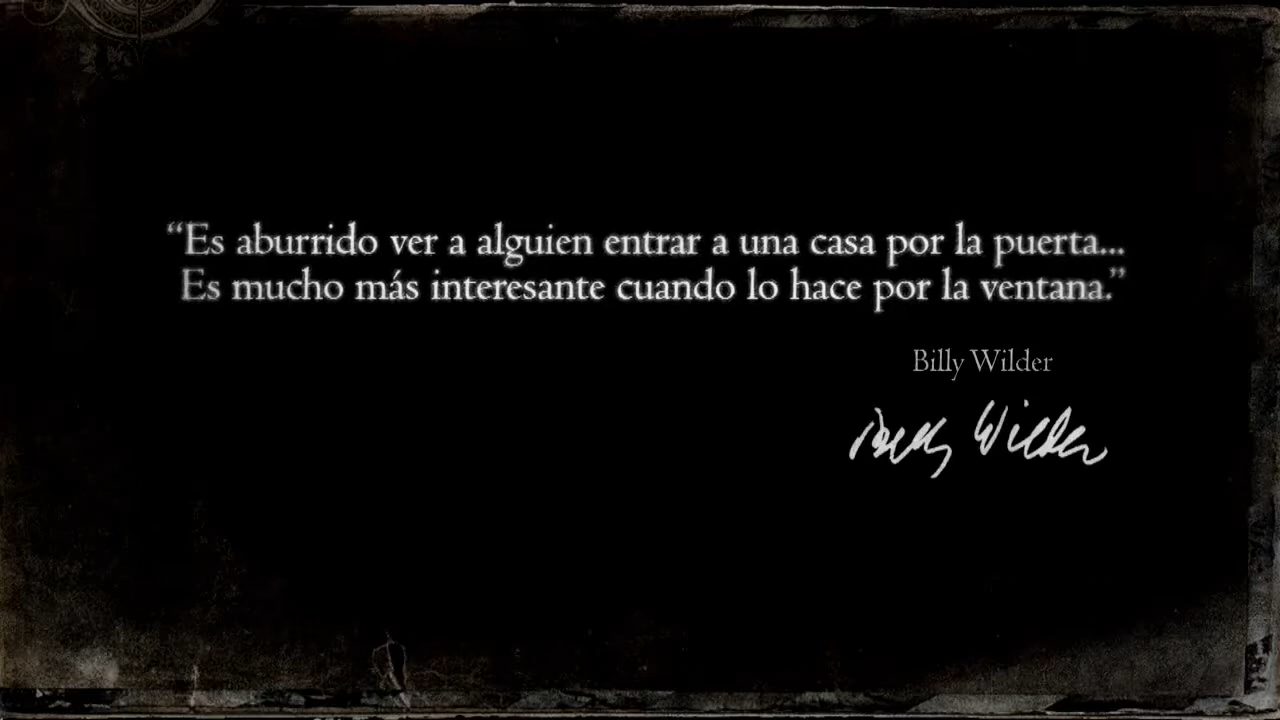 “Es aburrido ver a alguien entrar a una casa por la puerta...
Es mucho más interesante cuando lo hace por la ventana.”
Billy Wilder
Billy Wilder